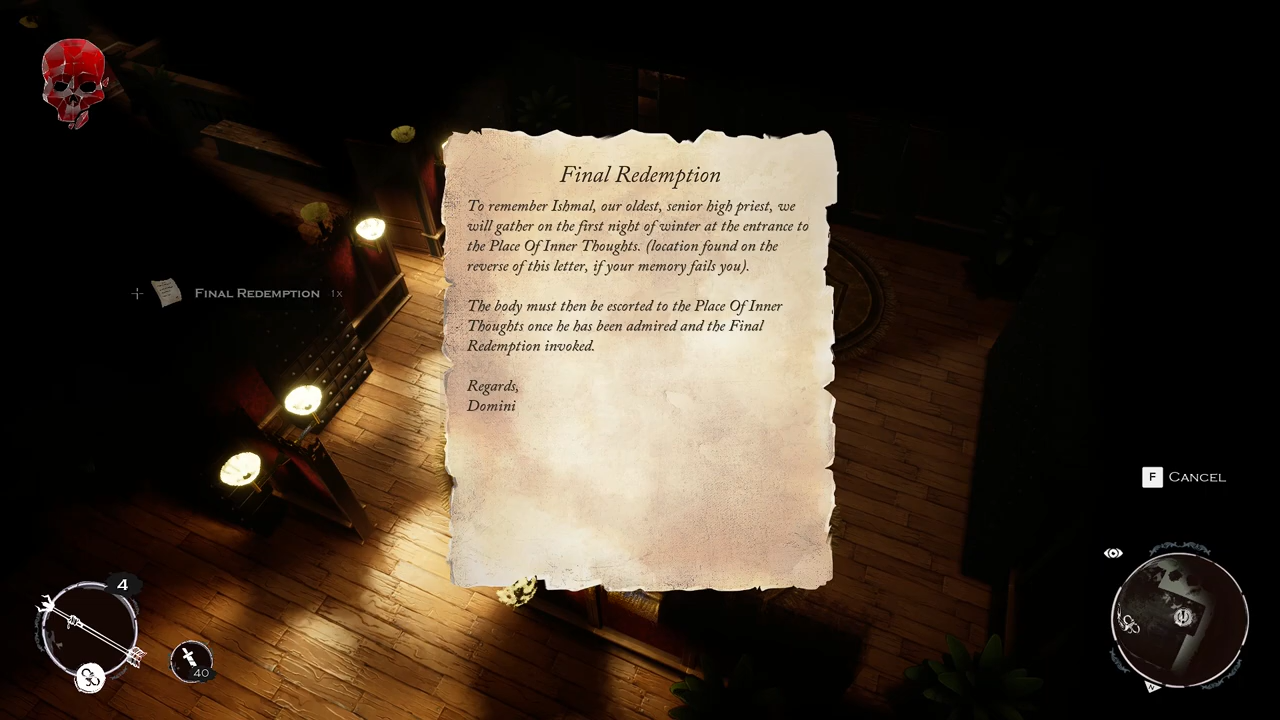 Final Redemption
To remember Ishmal, our oldest, senior high priest, we
will gather on the first night of winter at the entrance to
the Place Of Inner Thoughts. (location found on the
reverse of this letter, if your memory fails you).
The body must then be escorted to the Place Of Inner
Thoughts once he has been admired and the Final
Redemption invoked.
Regards,
Domini
Final Redemption 1x
F Cancel
4
40
N